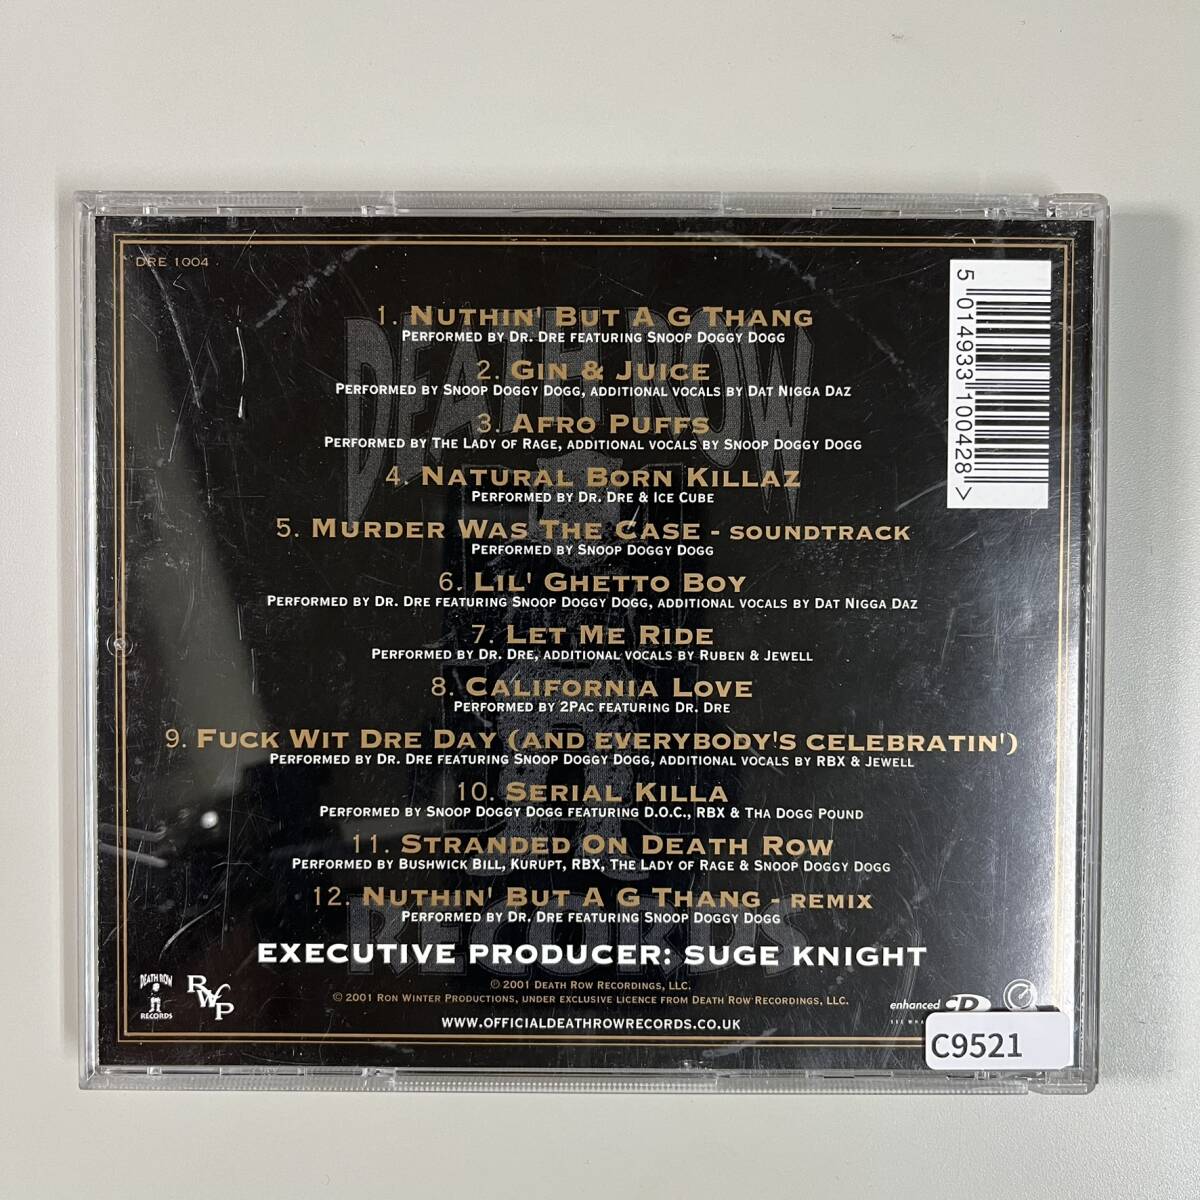 DRE 1004
5 014933 100428>
1. NUTHIN' BUT A G THANG
PERFORMED BY DR. DRE FEATURING SNOOP DOGGY DOGG
2. GIN & JUICE
PERFORMED BY SNOOP DOGGY DOGG, ADDITIONAL VOCALS BY DAT NIGGA DAZ
3. AFRO PUFFS
PERFORMED BY THE LADY OF RAGE, ADDITIONAL VOCALS BY SNOOP DOGGY DOGG
4. NATURAL BORN KILLAZ
PERFORMED BY DR. DRE & ICE CUBE
5. MURDER WAS THE CASE - SOUNDTRACK
PERFORMED BY SNOOP DOGGY DOGG
6. LIL' GHETTO BOY
PERFORMED BY DR. DRE FEATURING SNOOP DOGGY DOGG, ADDITIONAL VOCALS BY DAT NIGGA DAZ
7. LET ME RIDE
PERFORMED BY DR. DRE, ADDITIONAL VOCALS BY RUBEN & JEWELL
8. CALIFORNIA LOVE
PERFORMED BY 2PAC FEATURING DR. DRE
9. FUCK WIT DRE DAY (AND EVERYBODY'S CELEBRATIN')
PERFORMED BY DR. DRE FEATURING SNOOP DOGGY DOGG, ADDITIONAL VOCALS BY RBX & JEWELL
10. SERIAL KILLA
PERFORMED BY SNOOP DOGGY DOGG FEATURING D.O.C., RBX & THA DOGG POUND
11. STRANDED ON DEATH ROW
PERFORMED BY BUSHWICK BILL, KURUPT, RBX, THE LADY OF RAGE & SNOOP DOGGY DOGG
12. NUTHIN' BUT A G THANG - REMIX
PERFORMED BY DR. DRE FEATURING SNOOP DOGGY DOGG
DEATH ROW
RECORDS
EXECUTIVE PRODUCER: SUGE KNIGHT
© 2001 DEATH ROW RECORDINGS, LLC.
© 2001 RON WINTER PRODUCTIONS, UNDER EXCLUSIVE LICENCE FROM DEATH ROW RECORDINGS, LLC.
WWW.OFFICIALDEATHROWRECORDS.CO.UK
DEATH ROW
RECORDS
RWP
enhanced CD
C9521